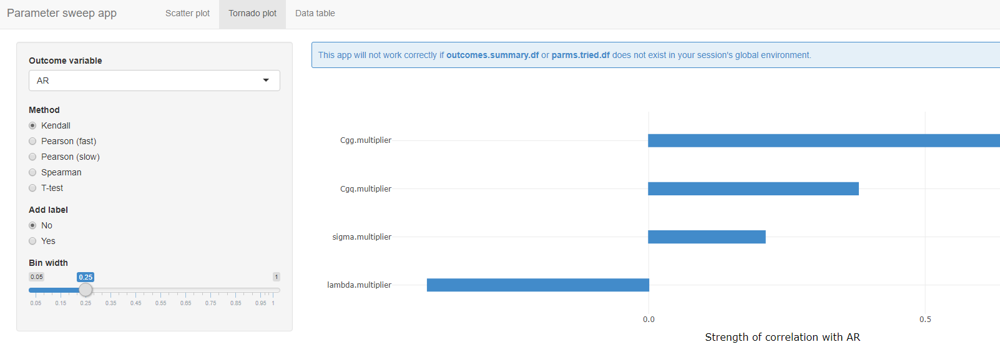 Parameter sweep app Scatter plot Tornado plot Data table
Outcome variable
AR
Method
Kendall
Pearson (fast)
Pearson (slow)
Spearman
T-test
Add label
No
Yes
Bin width
0.05 0.25 1
0.05 0.15 0.25 0.35 0.45 0.55 0.65 0.75 0.85 0.95 1
This app will not work correctly if outcomes.summary.df or parms.tried.df does not exist in your session's global environment.
Cgg.multiplier
Cgq.multiplier
sigma.multiplier
lambda.multiplier
0.0 0.5
Strength of correlation with AR